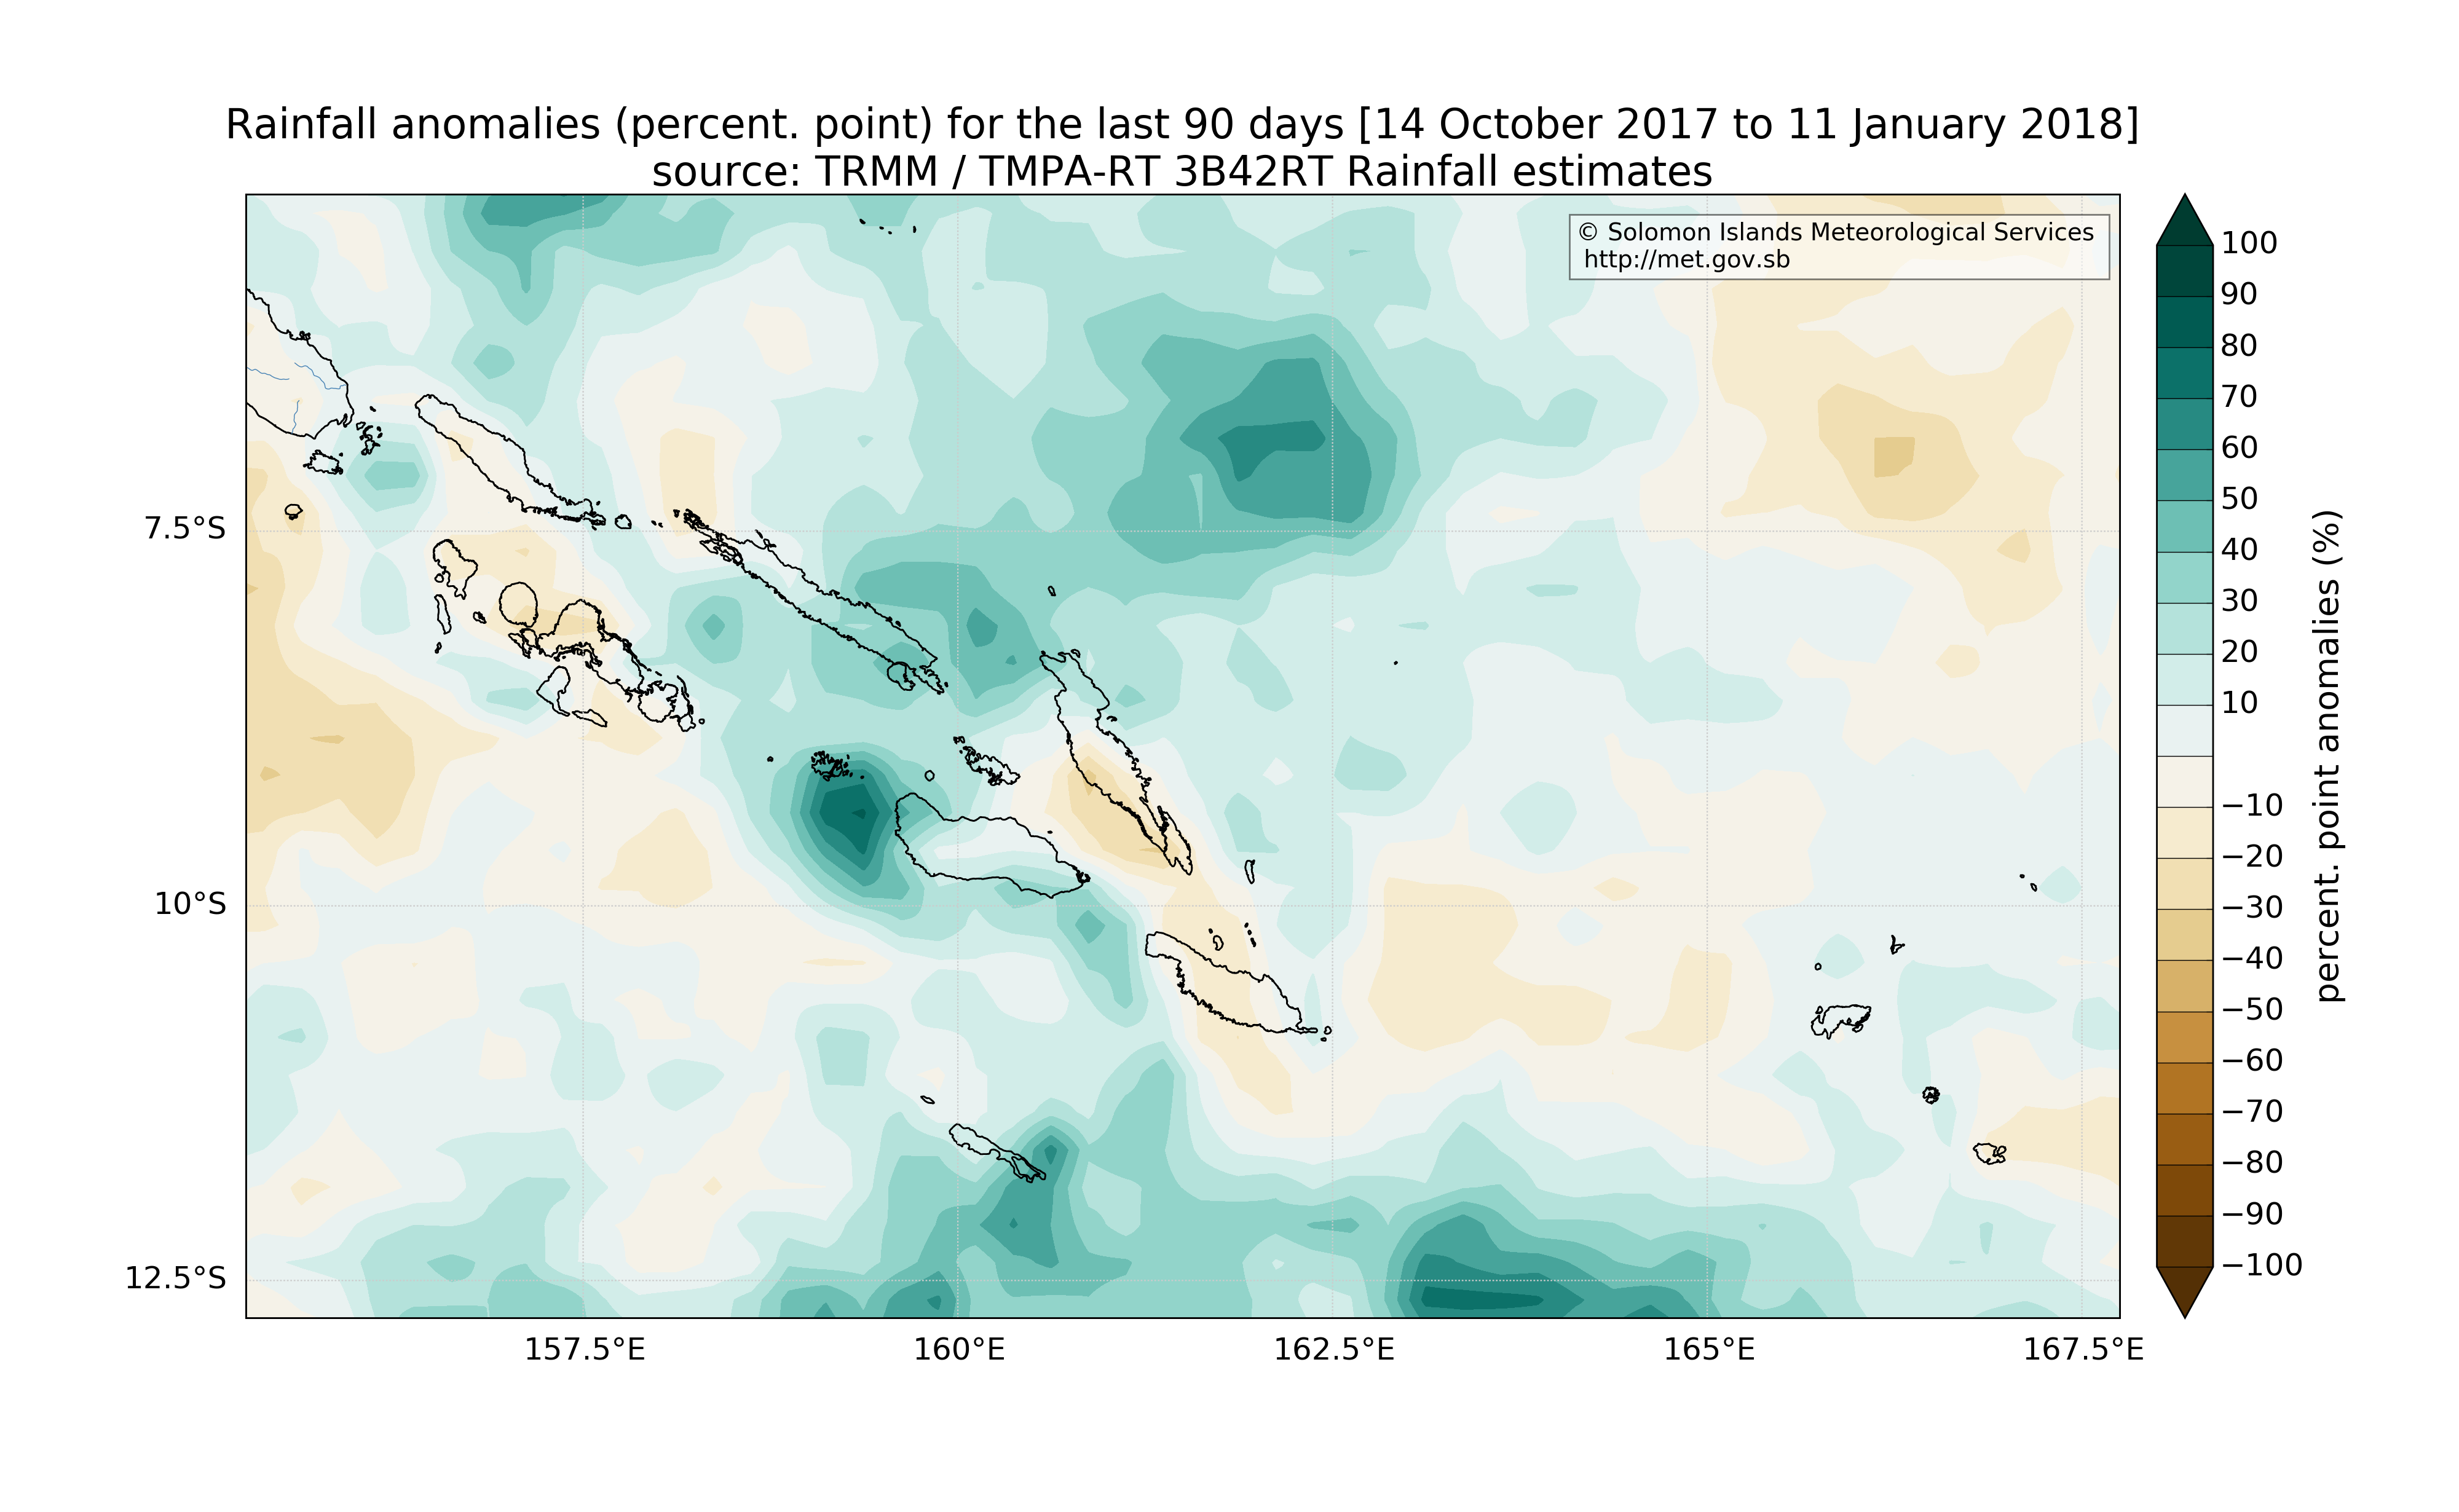 Rainfall anomalies (percent. point) for the last 90 days [14 October 2017 to 11 January 2018]
source: TRMM / TMPA-RT 3B42RT Rainfall estimates
© Solomon Islands Meteorological Services
http://met.gov.sb
7.5°S
10°S
12.5°S
157.5°E
160°E
162.5°E
165°E
167.5°E
100
90
80
70
60
50
40
30
20
10
−10
−20
−30
−40
−50
−60
−70
−80
−90
−100
percent. point anomalies (%)